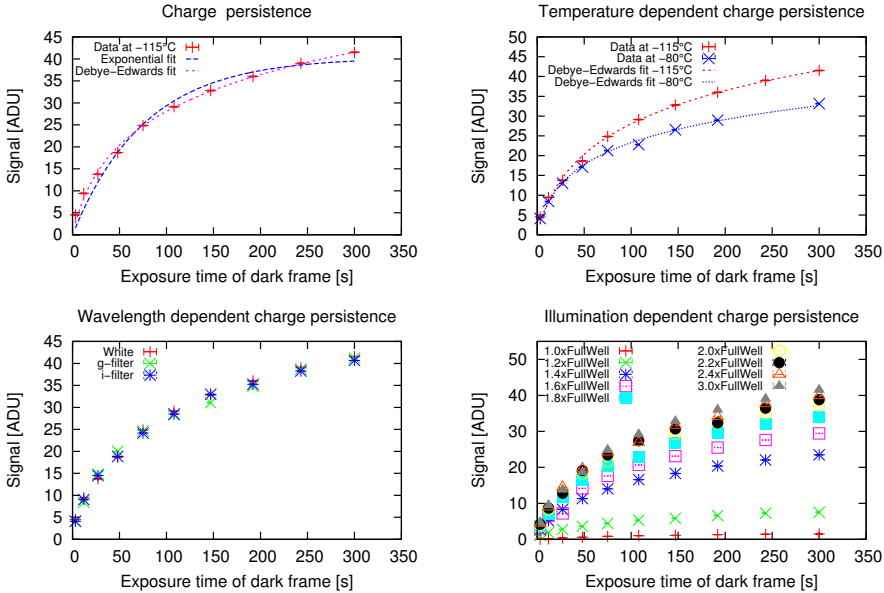 Charge  persistence
Signal [ADU]
45
40
35
30
25
20
15
10
5
0
Data at −115°C
Exponential fit
Debye−Edwards fit
0 50 100 150 200 250 300 350
Exposure time of dark frame [s]
Temperature dependent charge persistence
Signal [ADU]
50
45
40
35
30
25
20
15
10
5
0
Data at −115°C
Data at −80°C
Debye−Edwards fit −115°C
Debye−Edwards fit −80°C
0 50 100 150 200 250 300 350
Exposure time of dark frame [s]
Wavelength dependent charge persistence
Signal [ADU]
45
40
35
30
25
20
15
10
5
0
White
g−filter
i−filter
0 50 100 150 200 250 300 350
Exposure time of dark frame [s]
Illumination dependent charge persistence
Signal [ADU]
50
40
30
20
10
0
1.0xFullWell
1.2xFullWell
1.4xFullWell
1.6xFullWell
1.8xFullWell
2.0xFullWell
2.2xFullWell
2.4xFullWell
3.0xFullWell
0 50 100 150 200 250 300 350
Exposure time of dark frame [s]